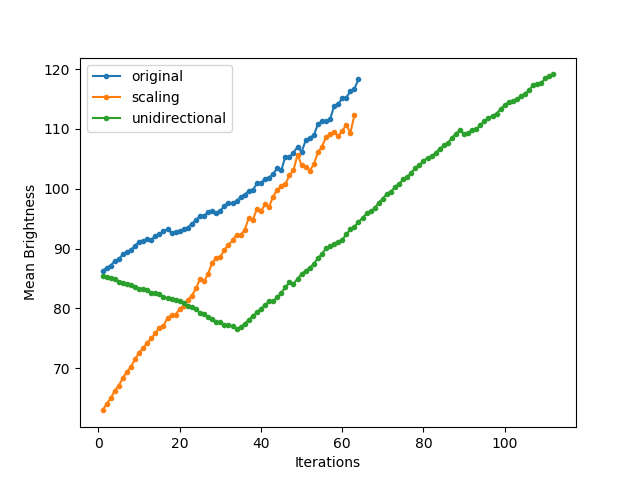 120
110
100
90
80
70
Mean Brightness
original
scaling
unidirectional
0 20 40 60 80 100
Iterations